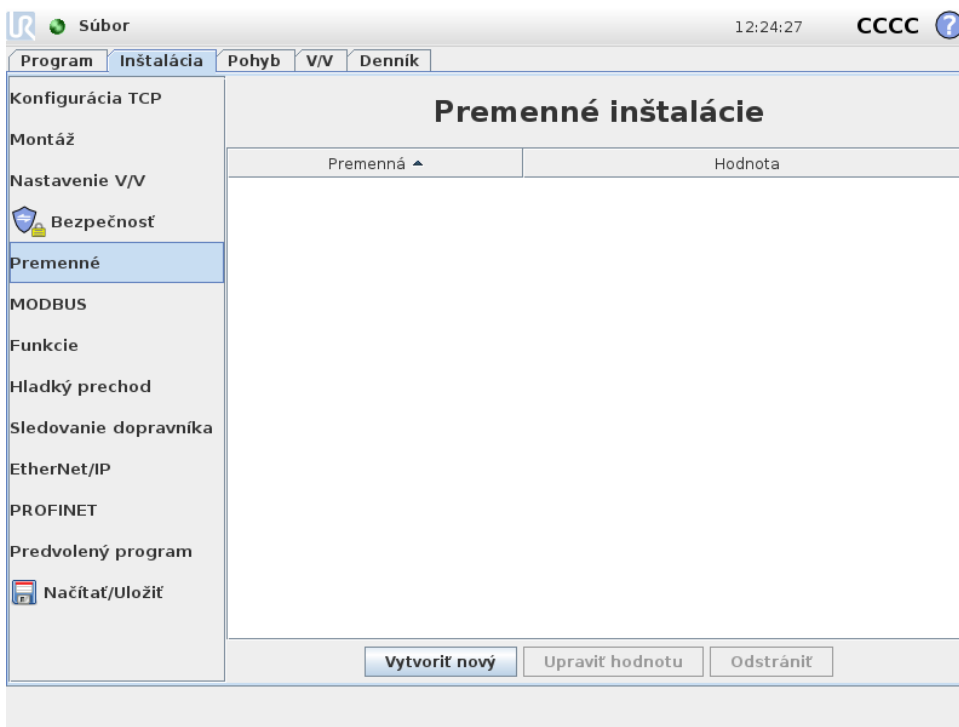 UR Súbor 12:24:27 CCCC ?
Program Inštalácia Pohyb V/V Denník
Konfigurácia TCP
Montáž
Nastavenie V/V
Bezpečnosť
Premenné
MODBUS
Funkcie
Hladký prechod
Sledovanie dopravníka
EtherNet/IP
PROFINET
Predvolený program
Načítať/Uložiť
Premenné inštalácie
Premenná Hodnota
Vytvoriť nový Upraviť hodnotu Odstrániť